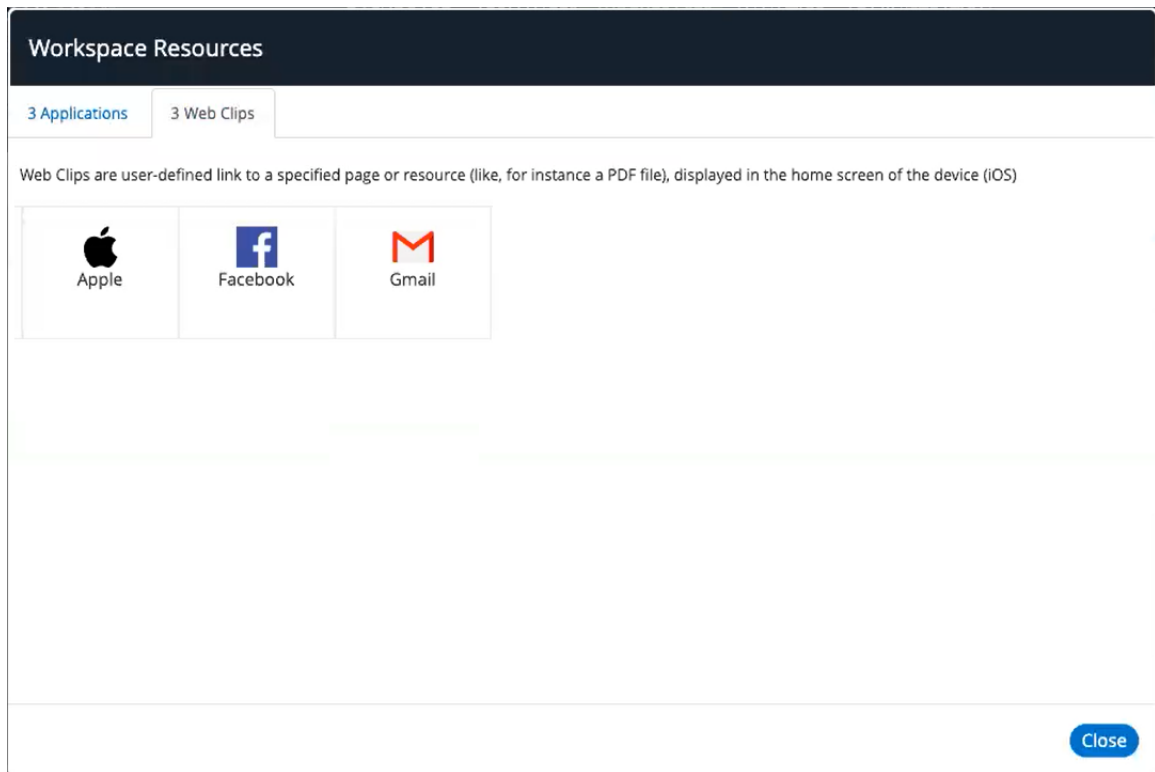 Workspace Resources
3 Applications
3 Web Clips
Web Clips are user-defined link to a specified page or resource (like, for instance a PDF file), displayed in the home screen of the device (iOS)
Apple
Facebook
Gmail
Close